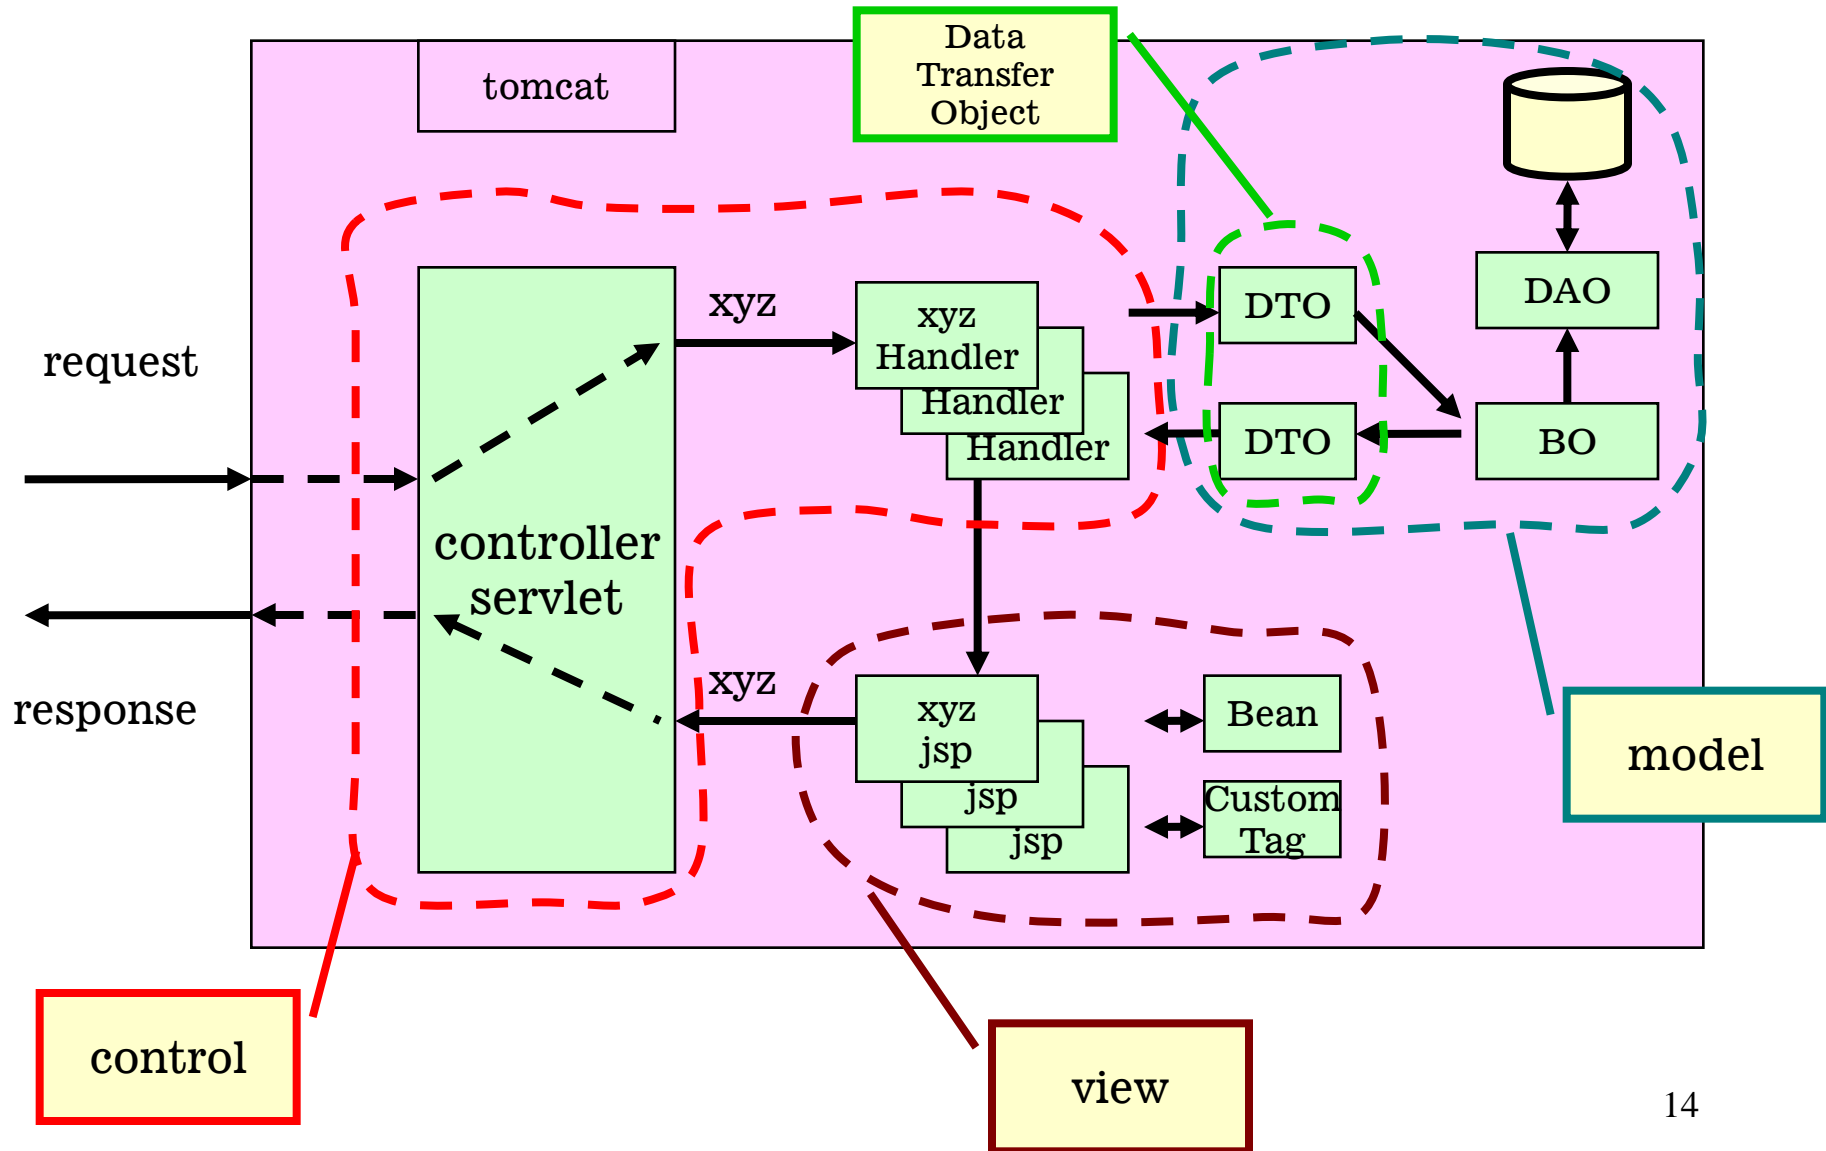 Data
Transfer
Object
tomcat
xyz
xyz
Handler
Handler
Handler
DTO
DAO
DTO
BO
request
controller
servlet
response
xyz
xyz
jsp
jsp
jsp
Bean
Custom
Tag
model
control
view
14